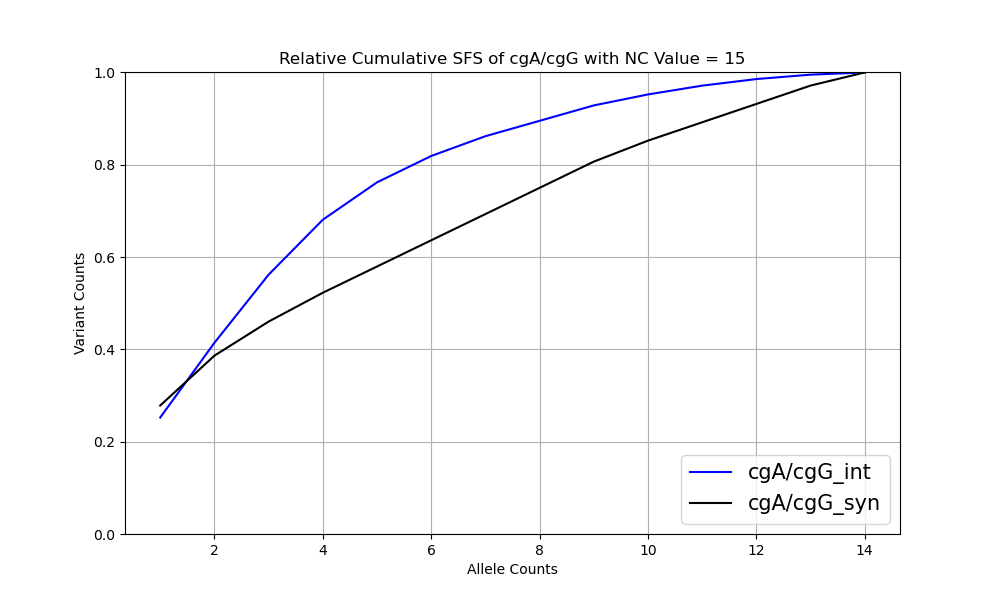 Relative Cumulative SFS of cgA/cgG with NC Value = 15
1.0
0.8
0.6
0.4
0.2
0.0
Variant Counts
2 4 6 8 10 12 14
Allele Counts
cgA/cgG_int
cgA/cgG_syn